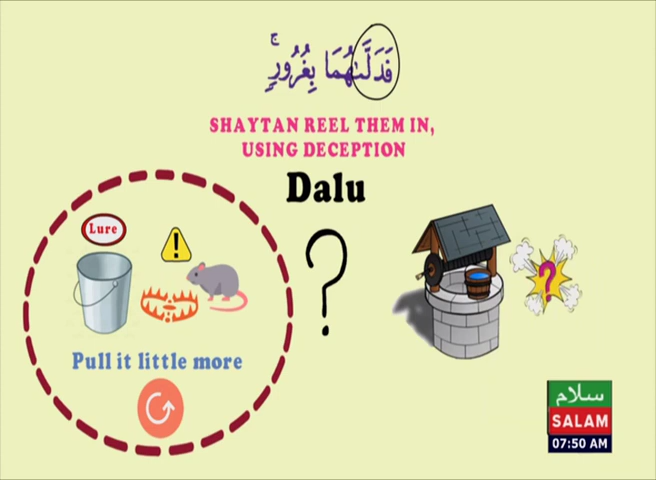 فَدَلَّىٰهُمَا بِغُرُورٍۚ
SHAYTAN REEL THEM IN,
USING DECEPTION
Dalu
Lure
?
?
Pull it little more
سلام
SALAM
07:50 AM